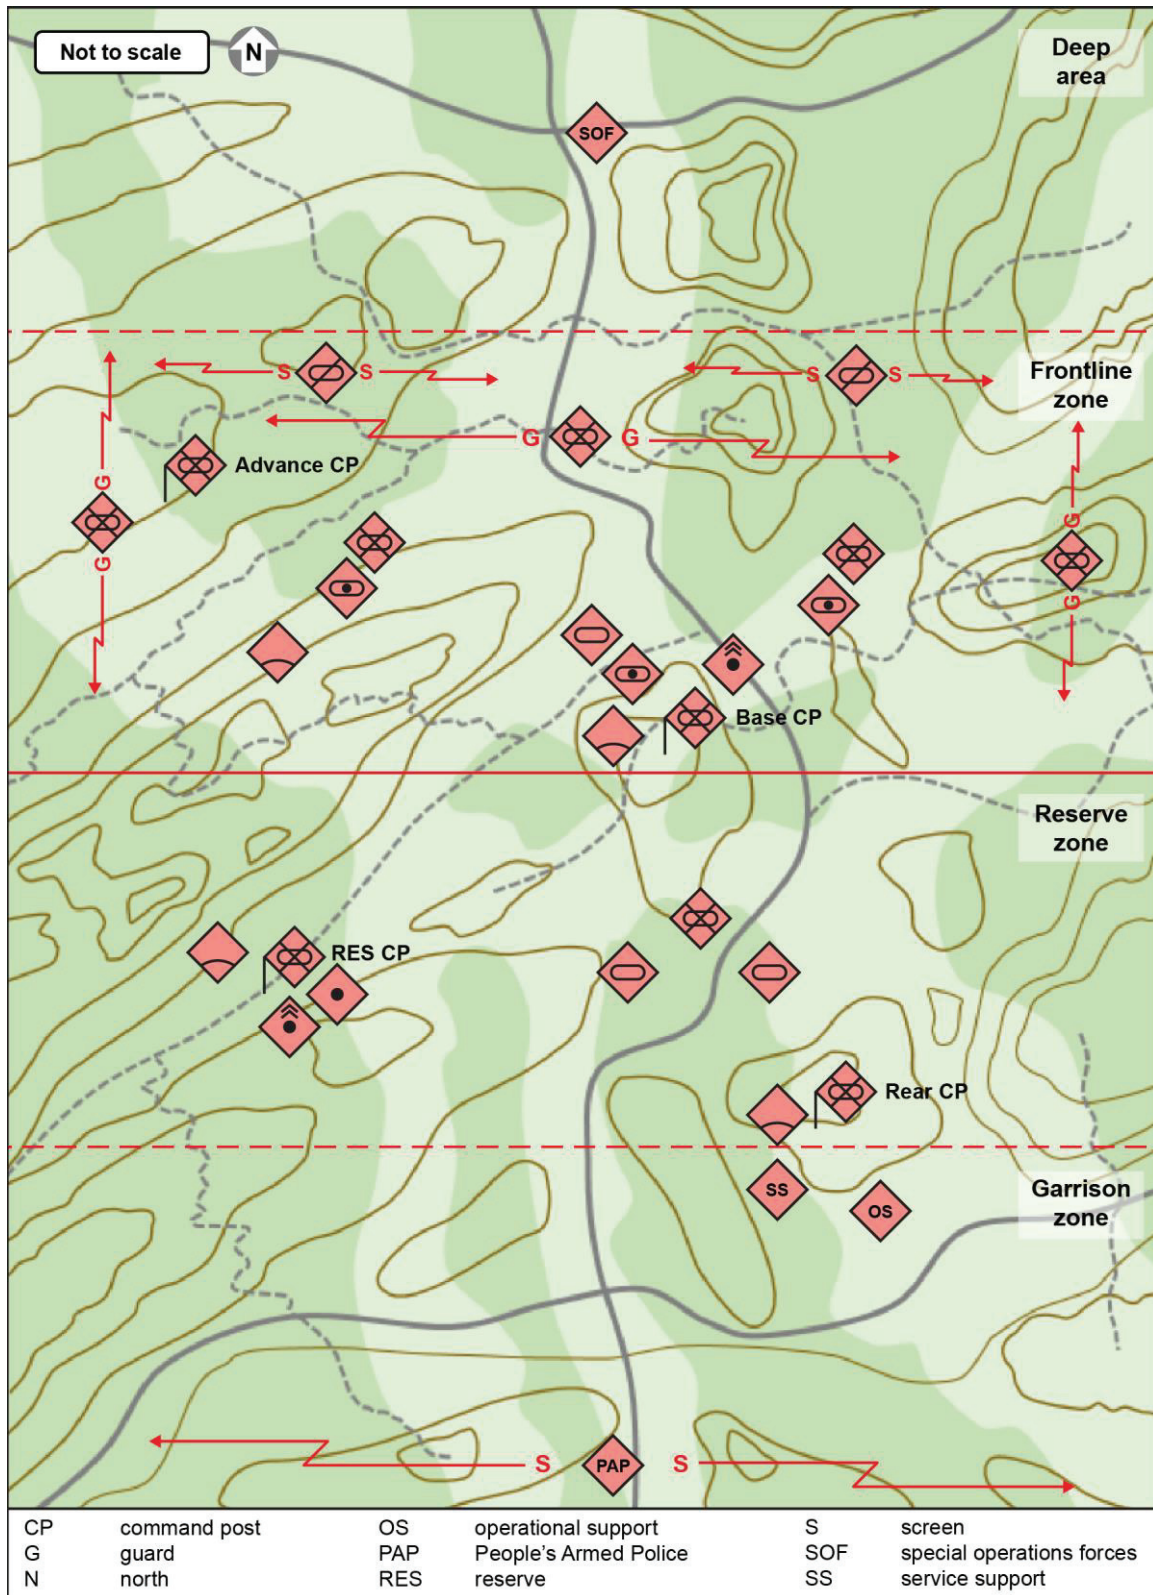 Not to scale
N
Deep
area
SOF
Frontline
zone
S
S
S
S
G
G
Advance CP
G
G
G
G
Base CP
Reserve
zone
RES CP
Rear CP
SS
OS
Garrison
zone
S
PAP
S
CP command post OS operational support S screen
G guard PAP People's Armed Police SOF special operations forces
N north RES reserve SS service support